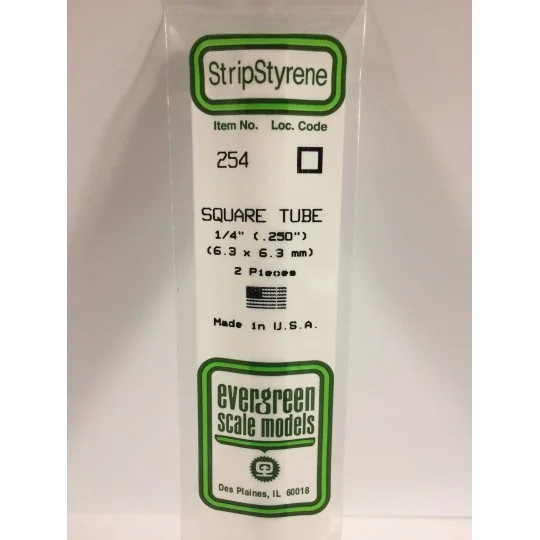 StripStyrene
Item No. Loc. Code
254
SQUARE TUBE
1/4" (.250")
(6.3 x 6.3 mm)
2 Pieces
Made in U.S.A.
evergreen
scale models
Des Plaines, IL 60018